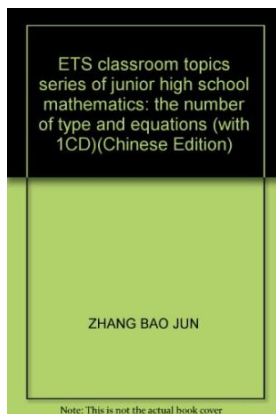 ETS classroom topics
series of junior high school
mathematics: the number
of type and equations (with
1CD)(Chinese Edition)
ZHANG BAO JUN
Note: This is not the actual book cover